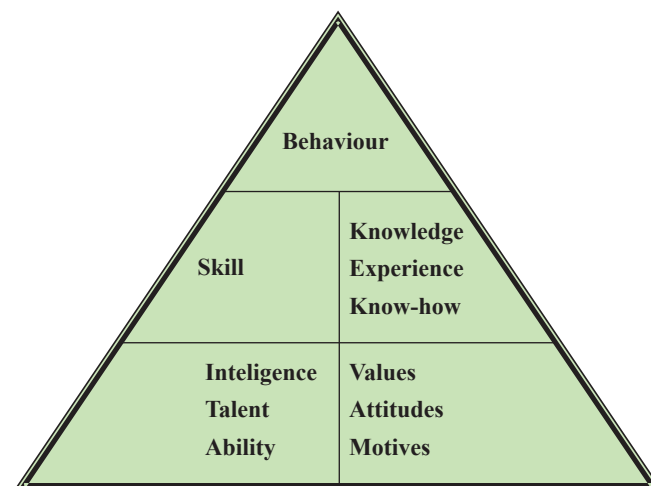 Behaviour
Skill
Knowledge
Experience
Know-how
Inteligence
Talent
Ability
Values
Attitudes
Motives